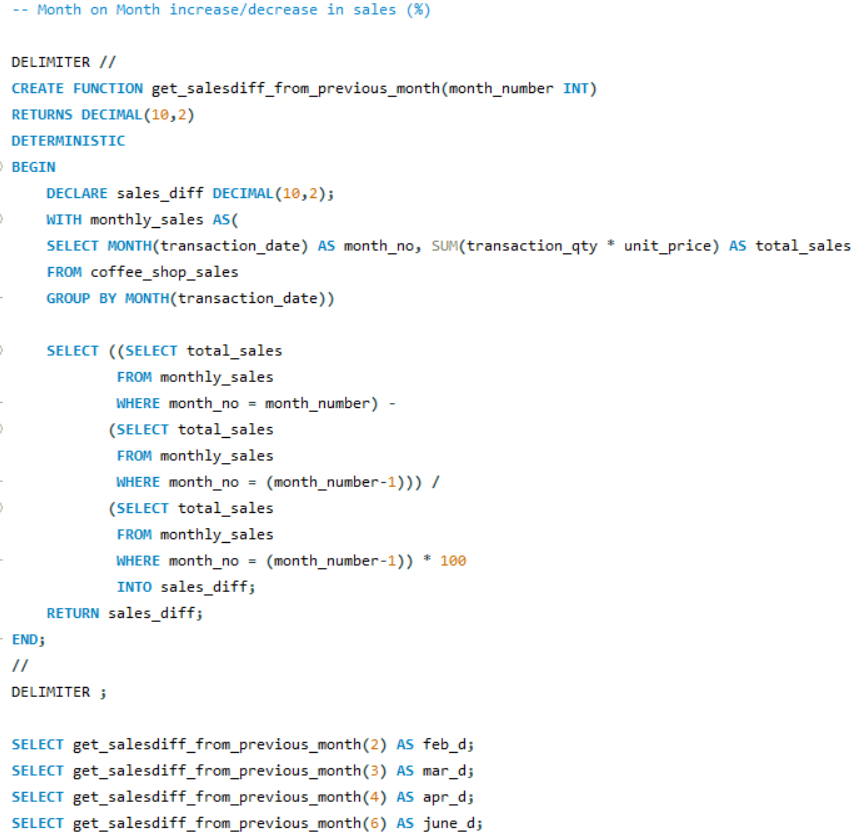 -- Month on Month increase/decrease in sales (%)
DELIMITER //
CREATE FUNCTION get_salesdiff_from_previous_month(month_number INT)
RETURNS DECIMAL(10,2)
DETERMINISTIC
BEGIN
DECLARE sales_diff DECIMAL(10,2);
WITH monthly_sales AS(
SELECT MONTH(transaction_date) AS month_no, SUM(transaction_qty * unit_price) AS total_sales
FROM coffee_shop_sales
GROUP BY MONTH(transaction_date))
SELECT ((SELECT total_sales
FROM monthly_sales
WHERE month_no = month_number) -
(SELECT total_sales
FROM monthly_sales
WHERE month_no = (month_number-1))) /
(SELECT total_sales
FROM monthly_sales
WHERE month_no = (month_number-1)) * 100
INTO sales_diff;
RETURN sales_diff;
END;
//
DELIMITER ;
SELECT get_salesdiff_from_previous_month(2) AS feb_d;
SELECT get_salesdiff_from_previous_month(3) AS mar_d;
SELECT get_salesdiff_from_previous_month(4) AS apr_d;
SELECT get_salesdiff_from_previous_month(6) AS june_d;